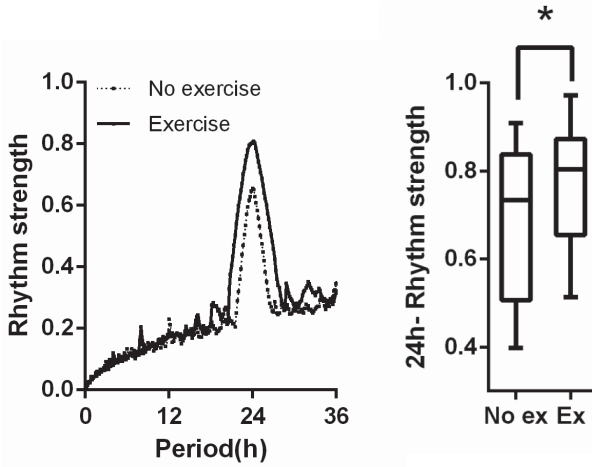 No exercise
Exercise
Rhythm strength
1.0
0.8
0.6
0.4
0.2
0.0
0
12
24
36
Period(h)
*
24h- Rhythm strength
1.0
0.8
0.6
0.4
No ex Ex